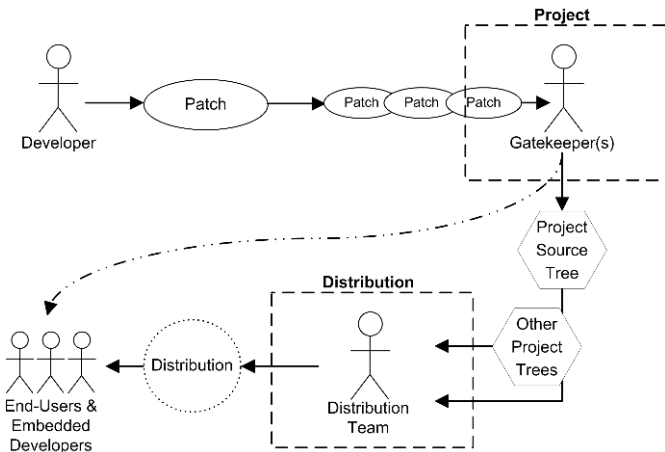 Project
Patch
Patch
Patch
Patch
Developer
Gatekeeper(s)
Project
Source
Tree
Distribution
Other
Project
Trees
Distribution
Distribution
Team
End-Users &
Embedded
Developers